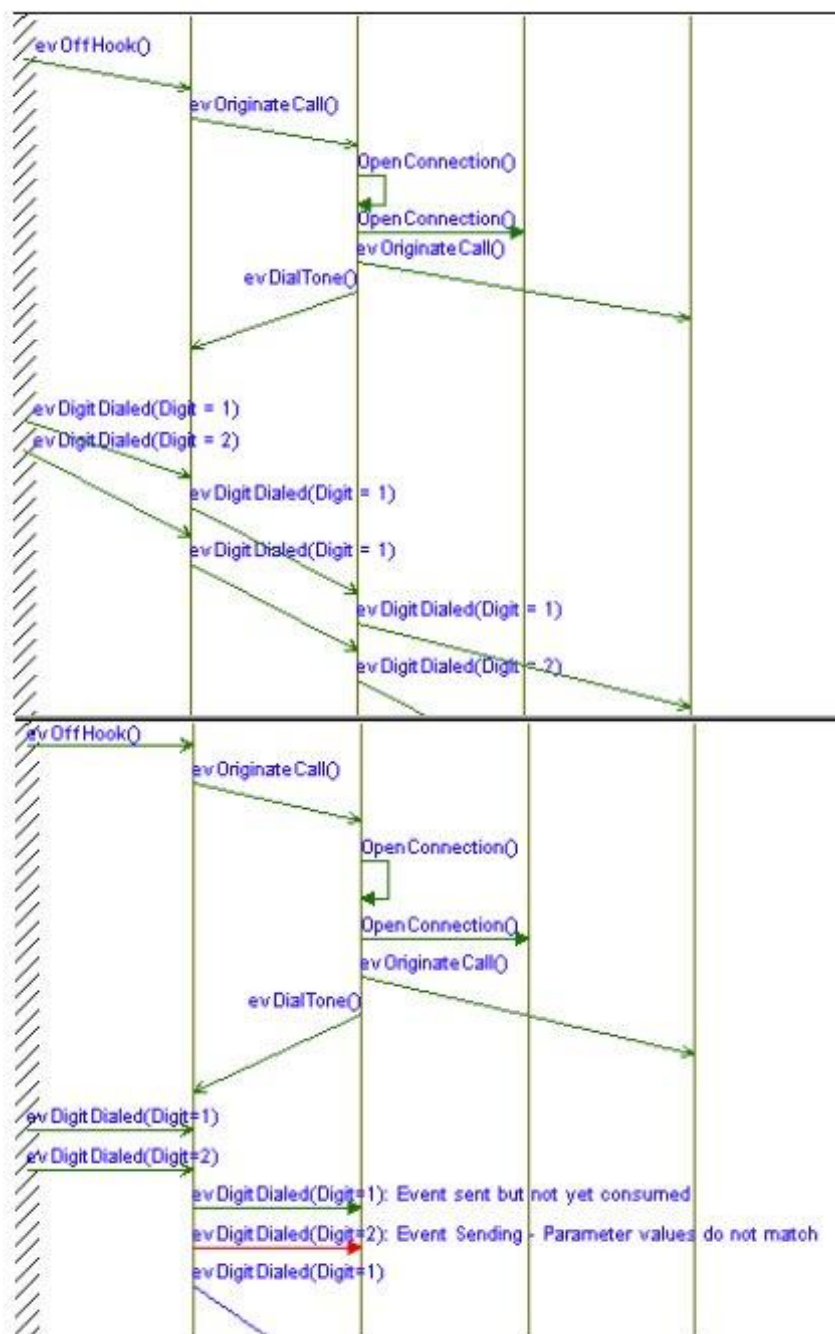 evOffHook()
evOriginateCall()
OpenConnection()
OpenConnection()
evOriginateCall()
evDialTone()
evDigitDialed(Digit = 1)
evDigitDialed(Digit = 2)
evDigitDialed(Digit = 1)
evDigitDialed(Digit = 1)
evDigitDialed(Digit = 1)
evDigitDialed(Digit = 2)
evOffHook()
evOriginateCall()
OpenConnection()
OpenConnection()
evOriginateCall()
evDialTone()
evDigitDialed(Digit=1)
evDigitDialed(Digit=2)
evDigitDialed(Digit=1): Event sent but not yet consumed
evDigitDialed(Digit=2): Event Sending - Parameter values do not match
evDigitDialed(Digit=1)